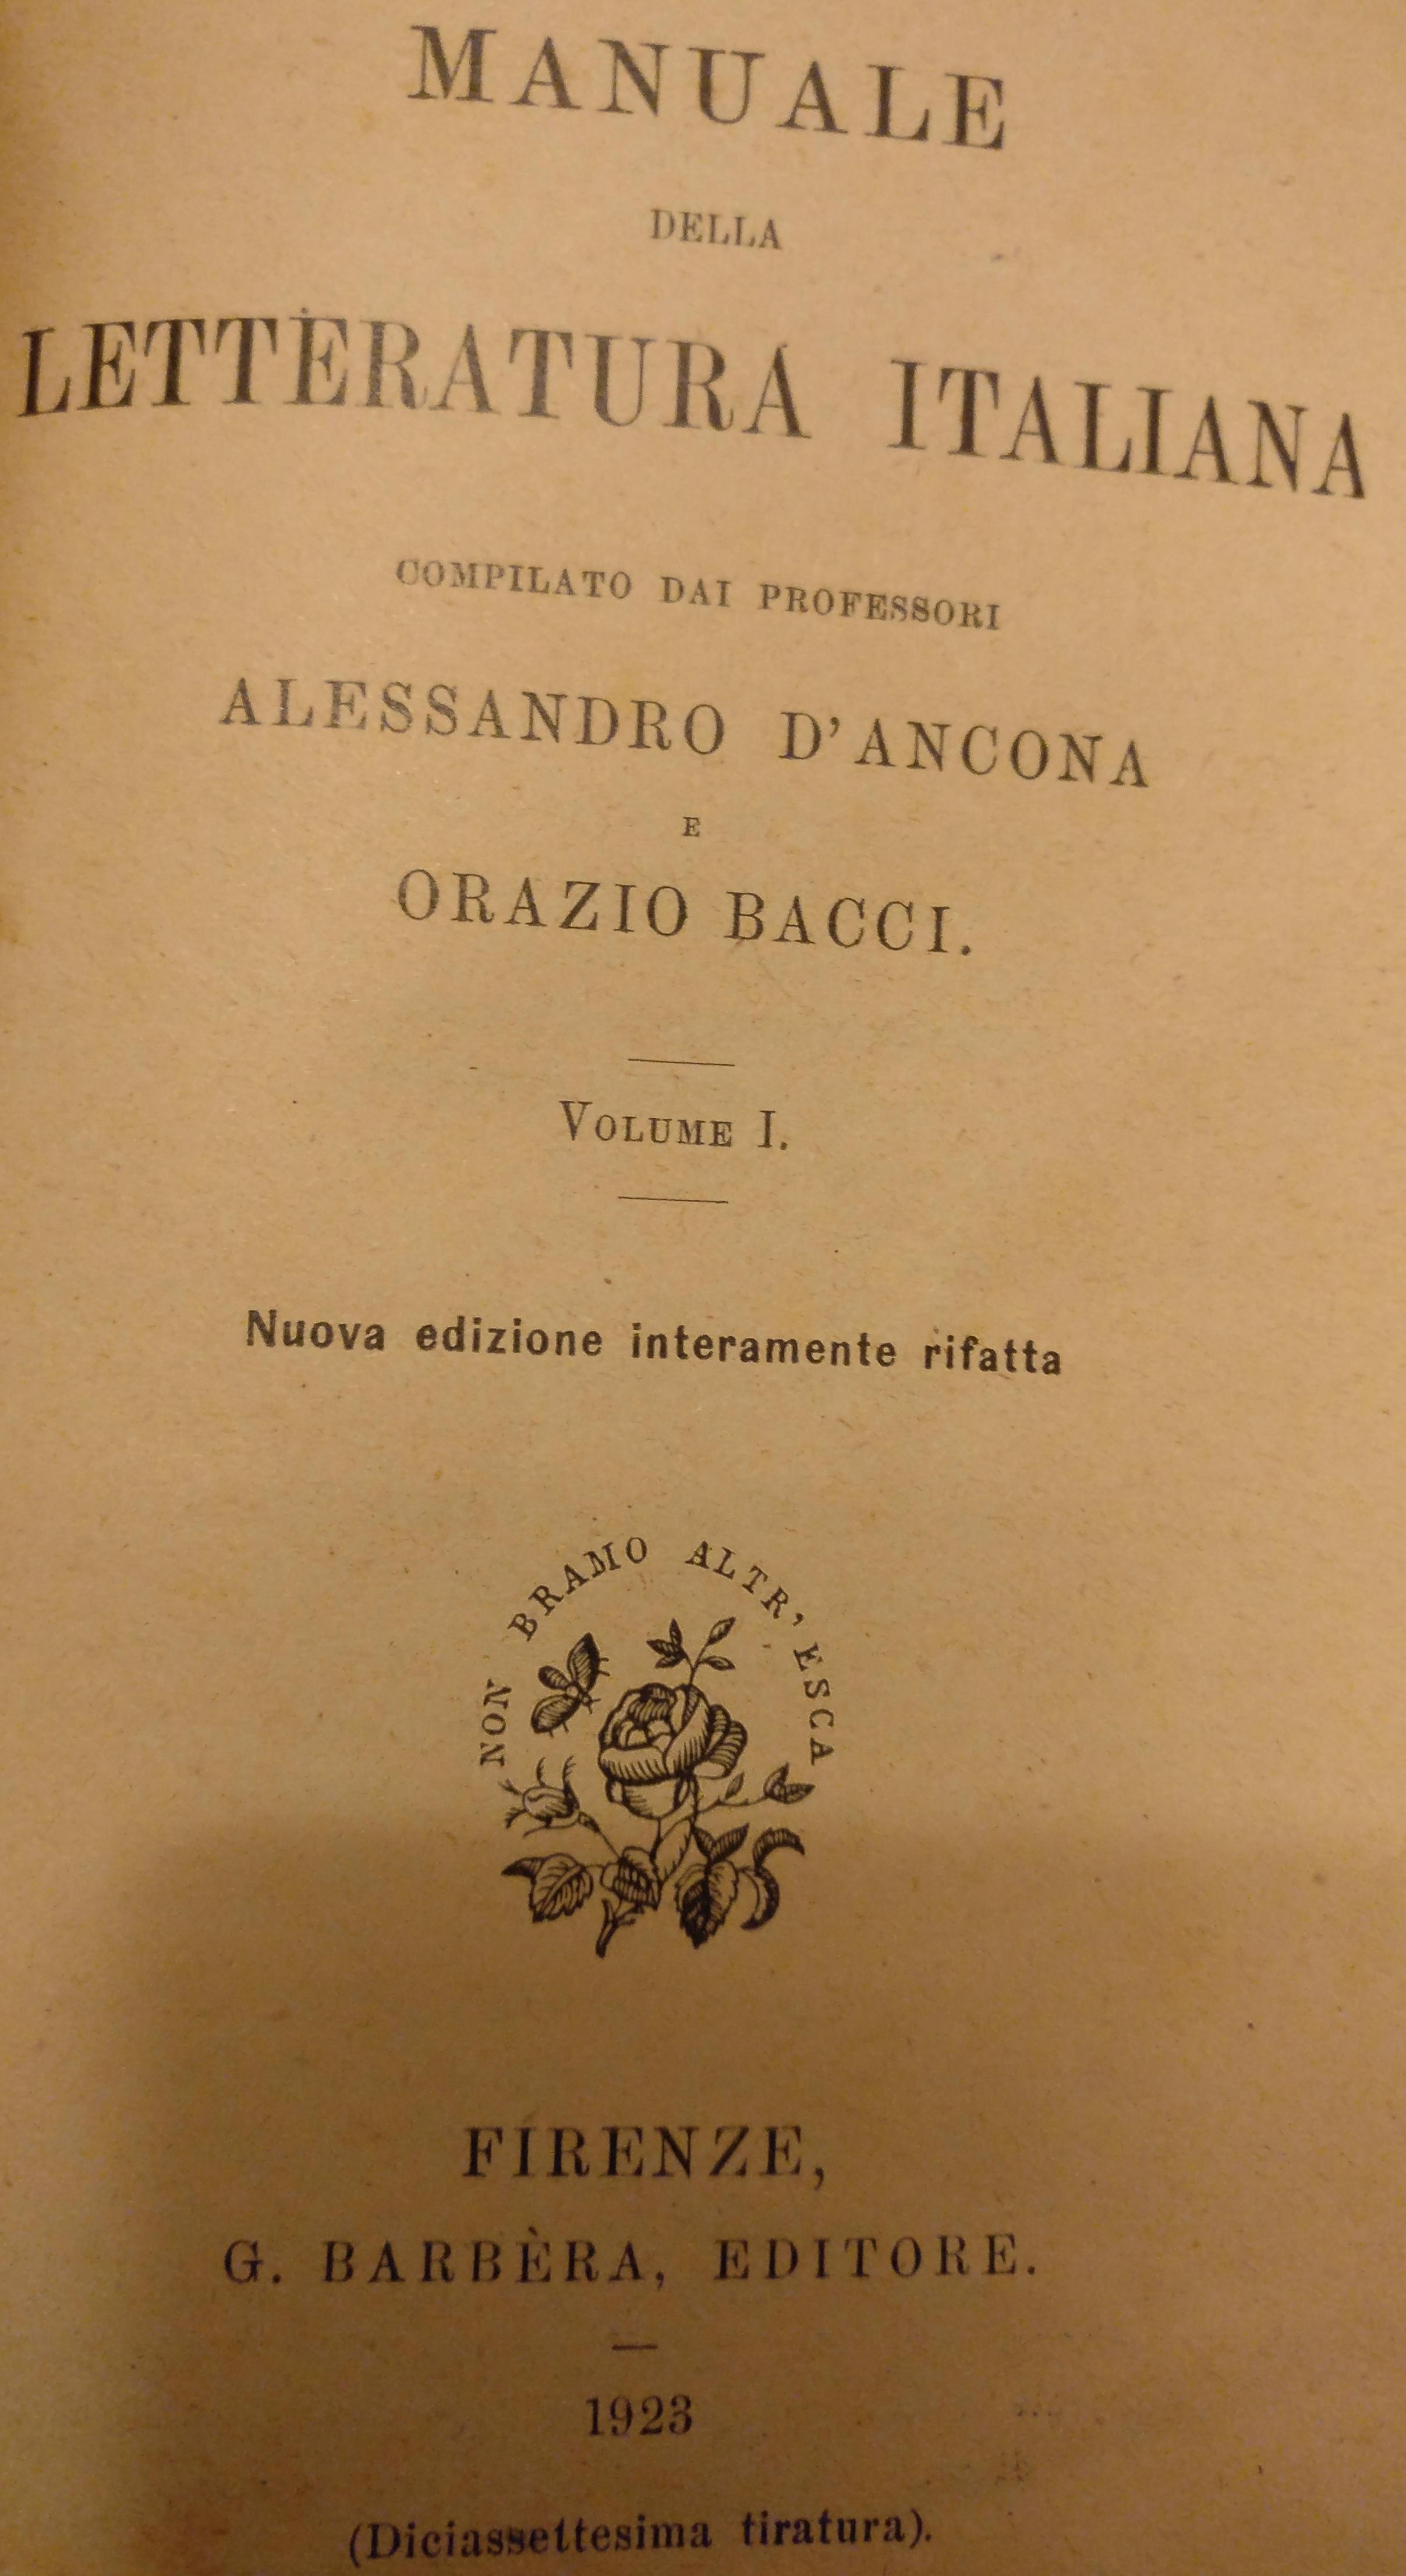 MANUALE
DELLA
LETTERATURA ITALIANA
COMPILATO DAI PROFESSORI
ALESSANDRO D'ANCONA
E
ORAZIO BACCI.
VOLUME I.
Nuova edizione interamente rifatta
NON BRAMO ALTR' ESCA
FIRENZE,
G. BARBÈRA, EDITORE.
1923
(Diciassettesima tiratura).